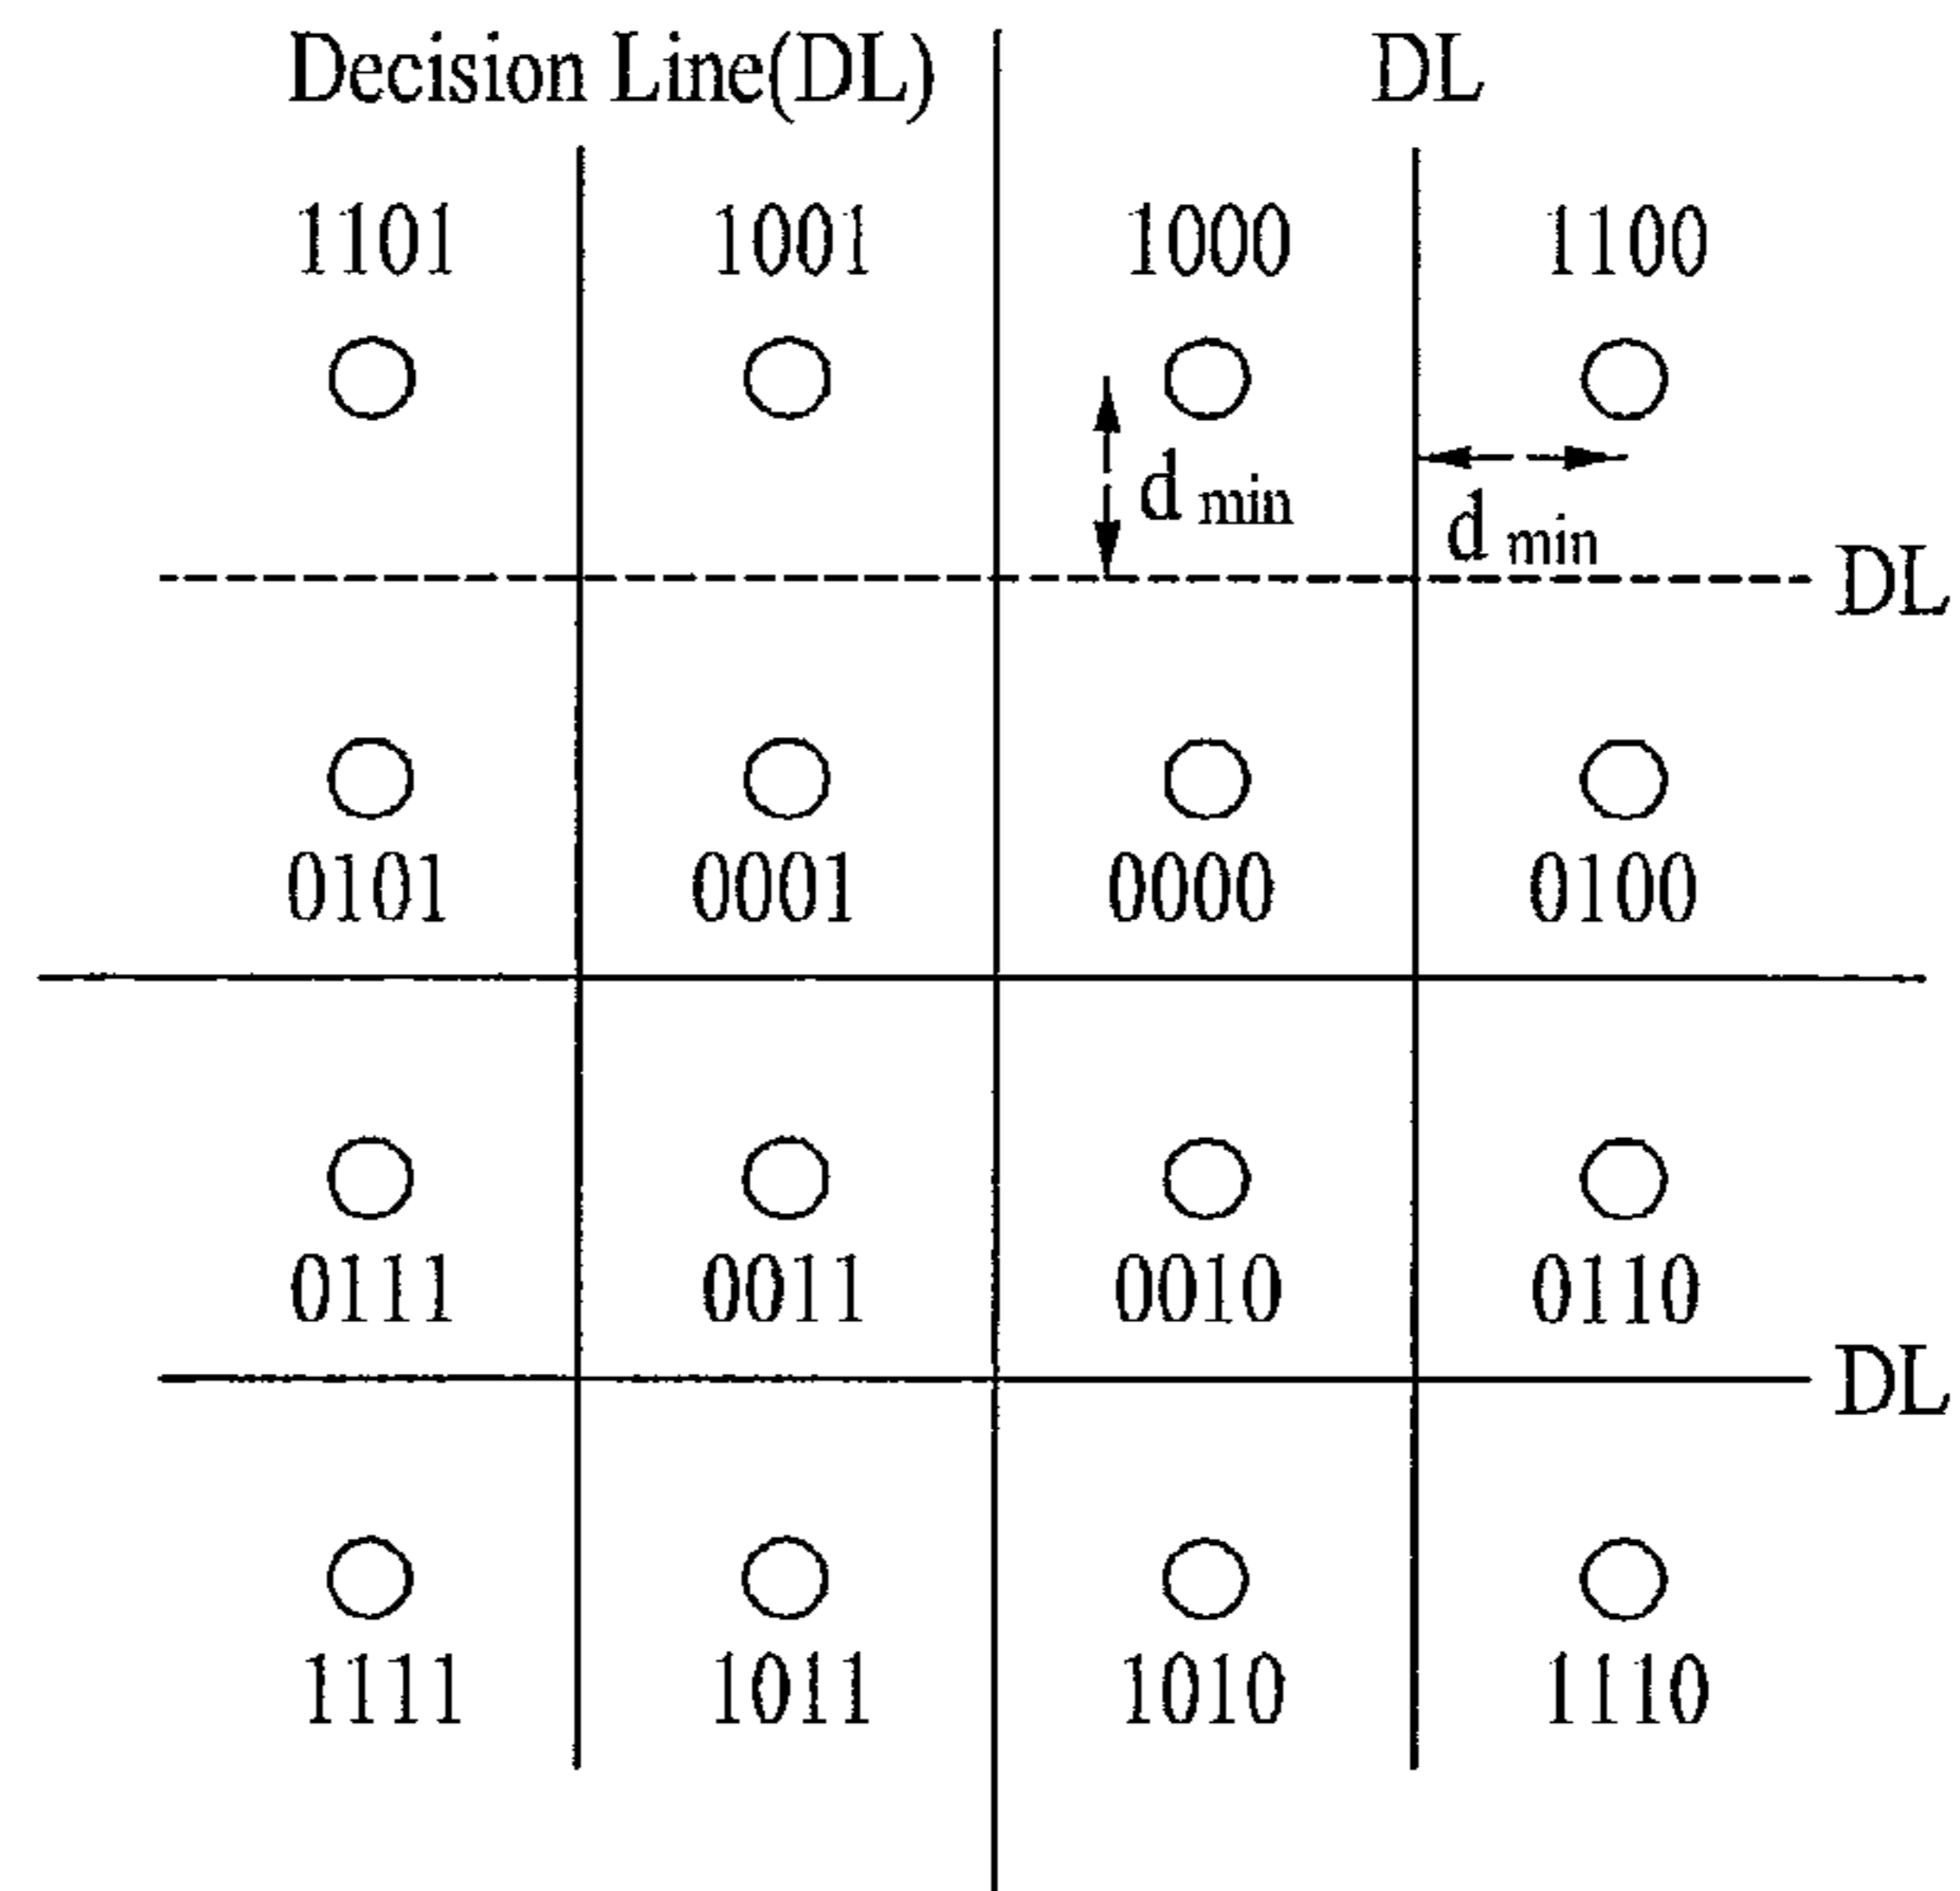 Decision Line(DL) DL
1101 1001 1000 1100
d min
d min
DL
0101 0001 0000 0100
0111 0011 0010 0110
DL
1111 1011 1010 1110